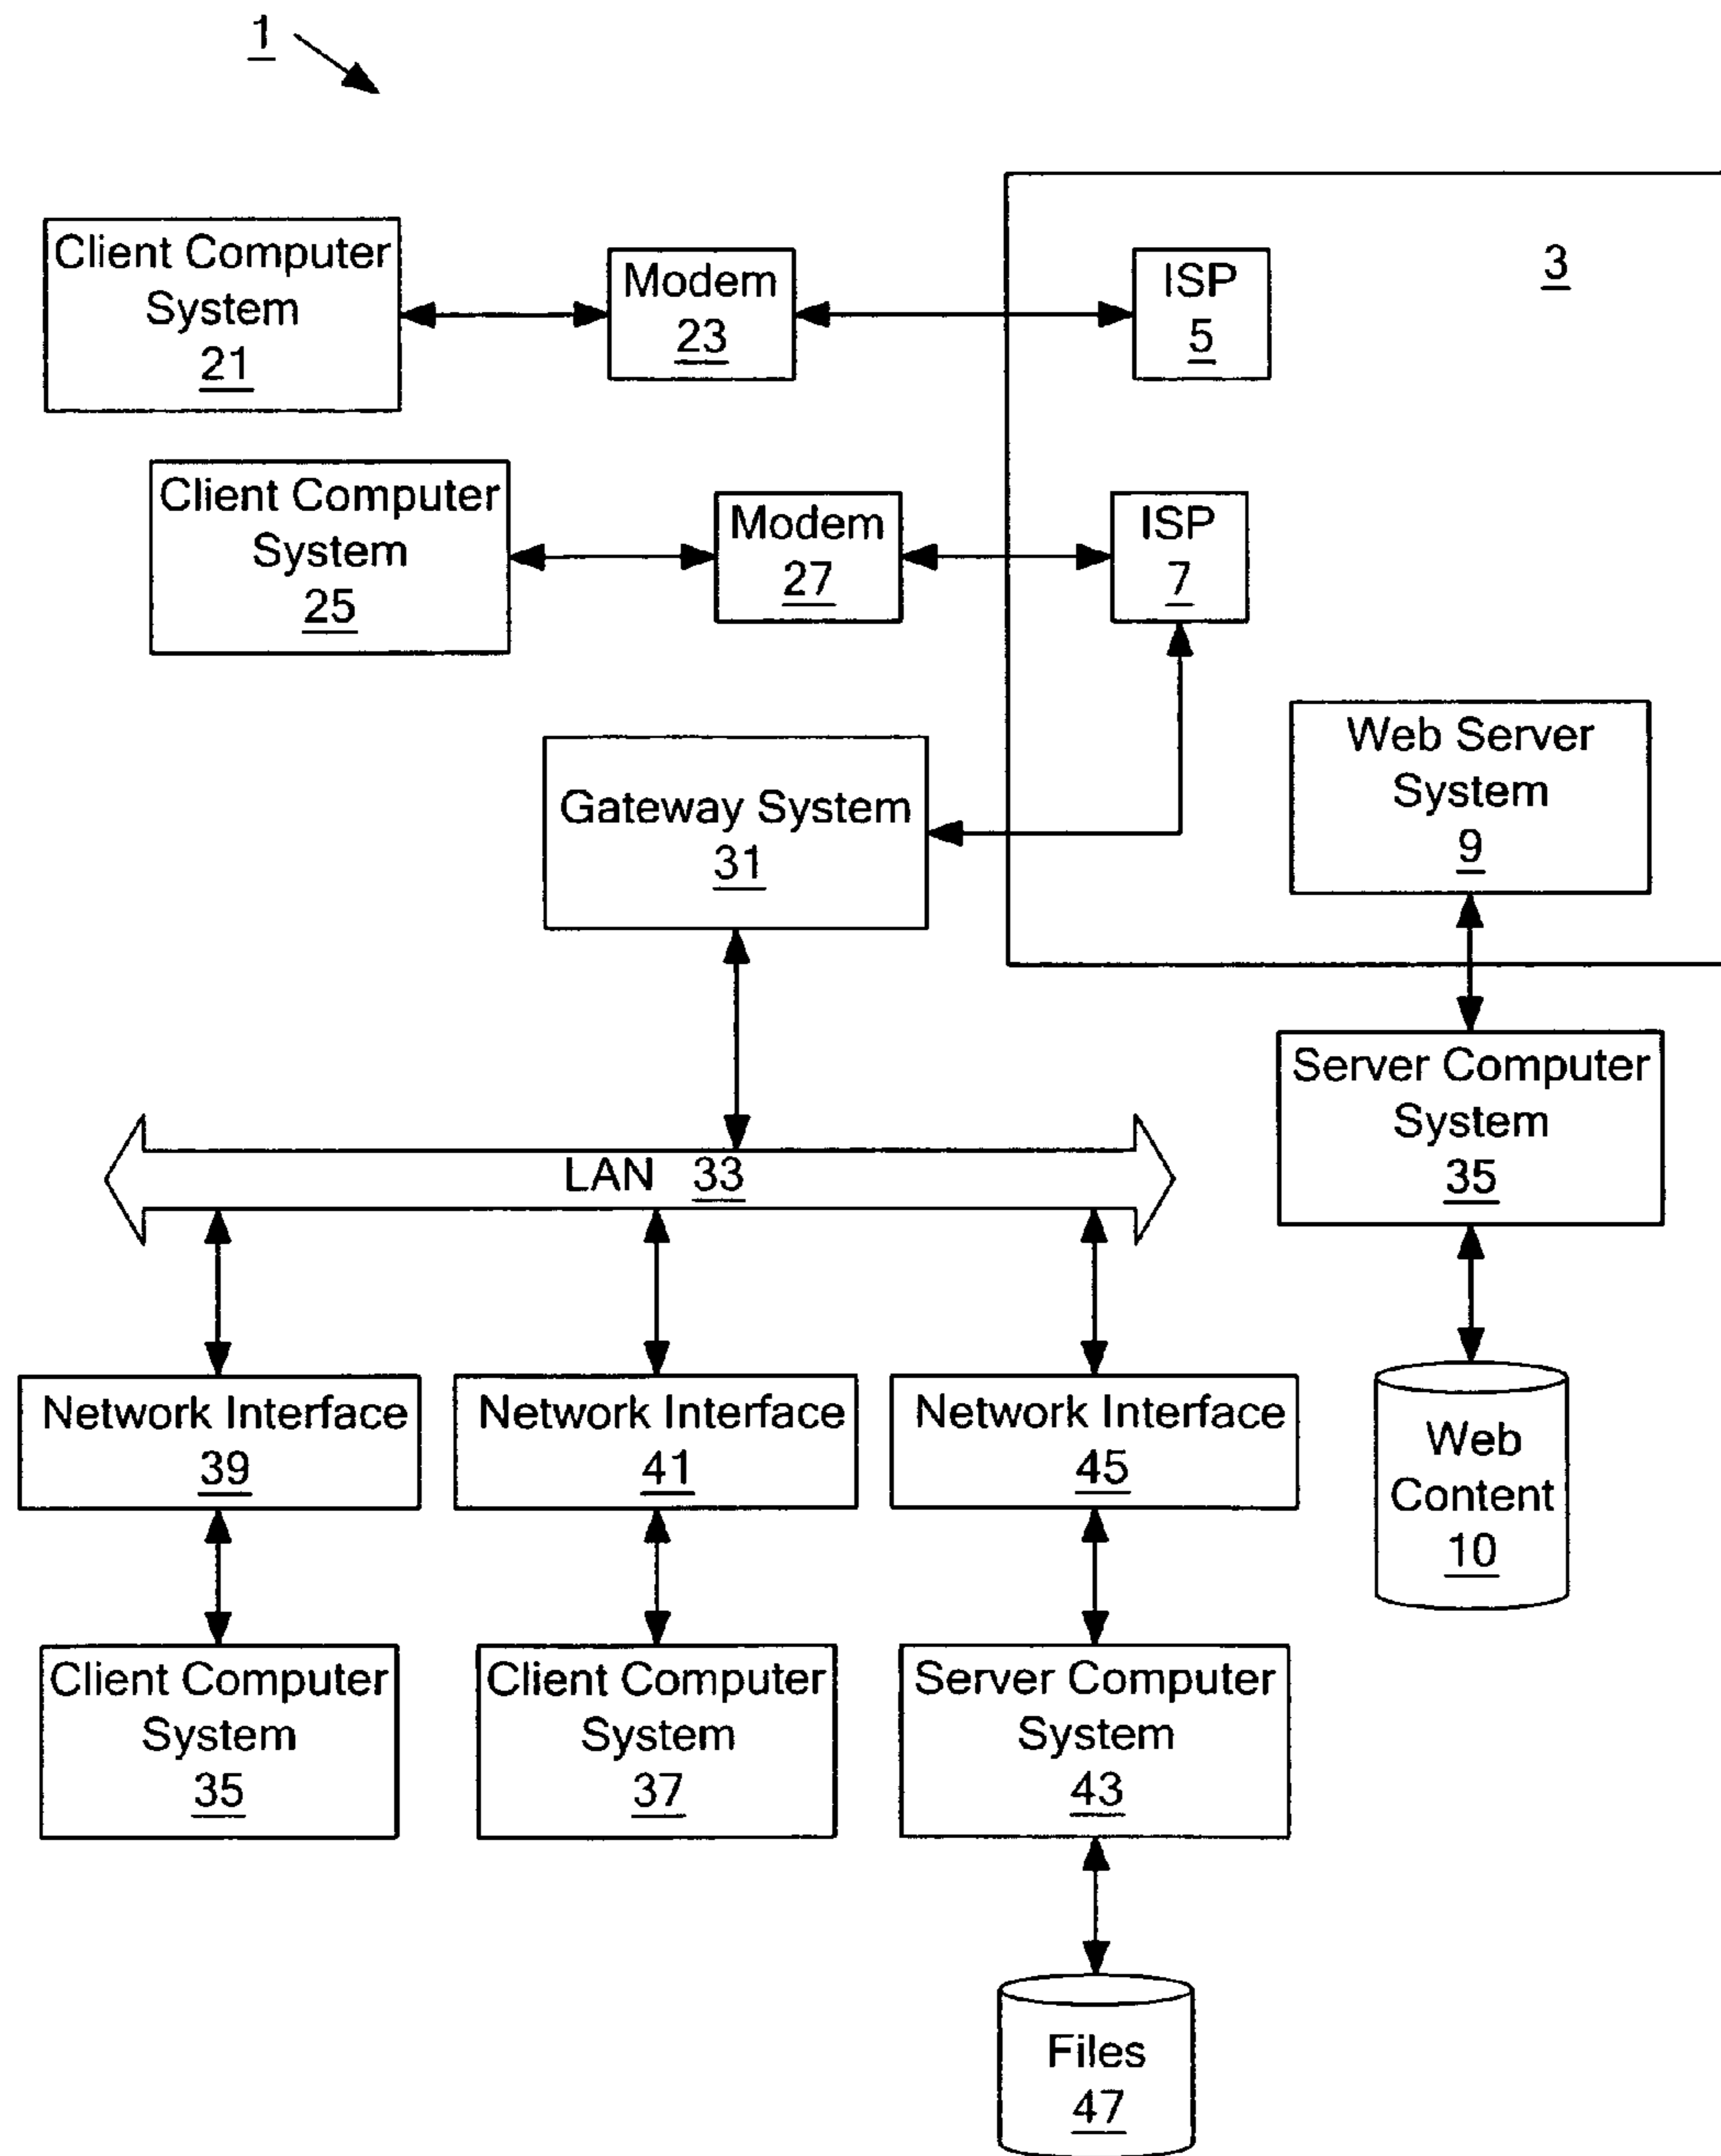 1
3
Client Computer
System
21
Modem
23
ISP
5
Client Computer
System
25
Modem
27
ISP
7
Gateway System
31
Web Server
System
9
Server Computer
System
35
LAN 33
Network Interface
39
Network Interface
41
Network Interface
45
Web
Content
10
Client Computer
System
35
Client Computer
System
37
Server Computer
System
43
Files
47